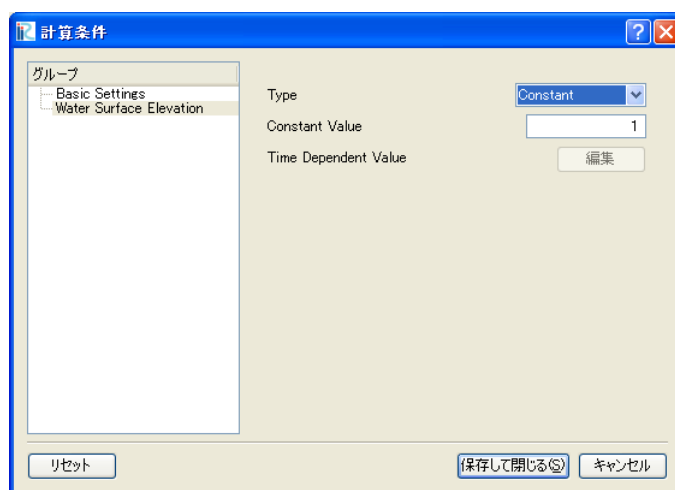 計算条件
グループ
Basic Settings
Water Surface Elevation
Type
Constant
Constant Value
1
Time Dependent Value
編集
リセット
保存して閉じる(S)
キャンセル